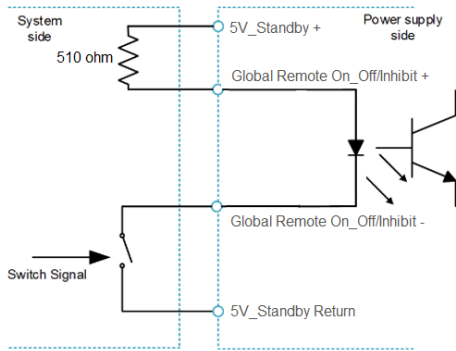 System
side
5V_Standby +
Power supply
side
510 ohm
Global Remote On_Off/Inhibit +
Global Remote On_Off/Inhibit -
Switch Signal
5V_Standby Return